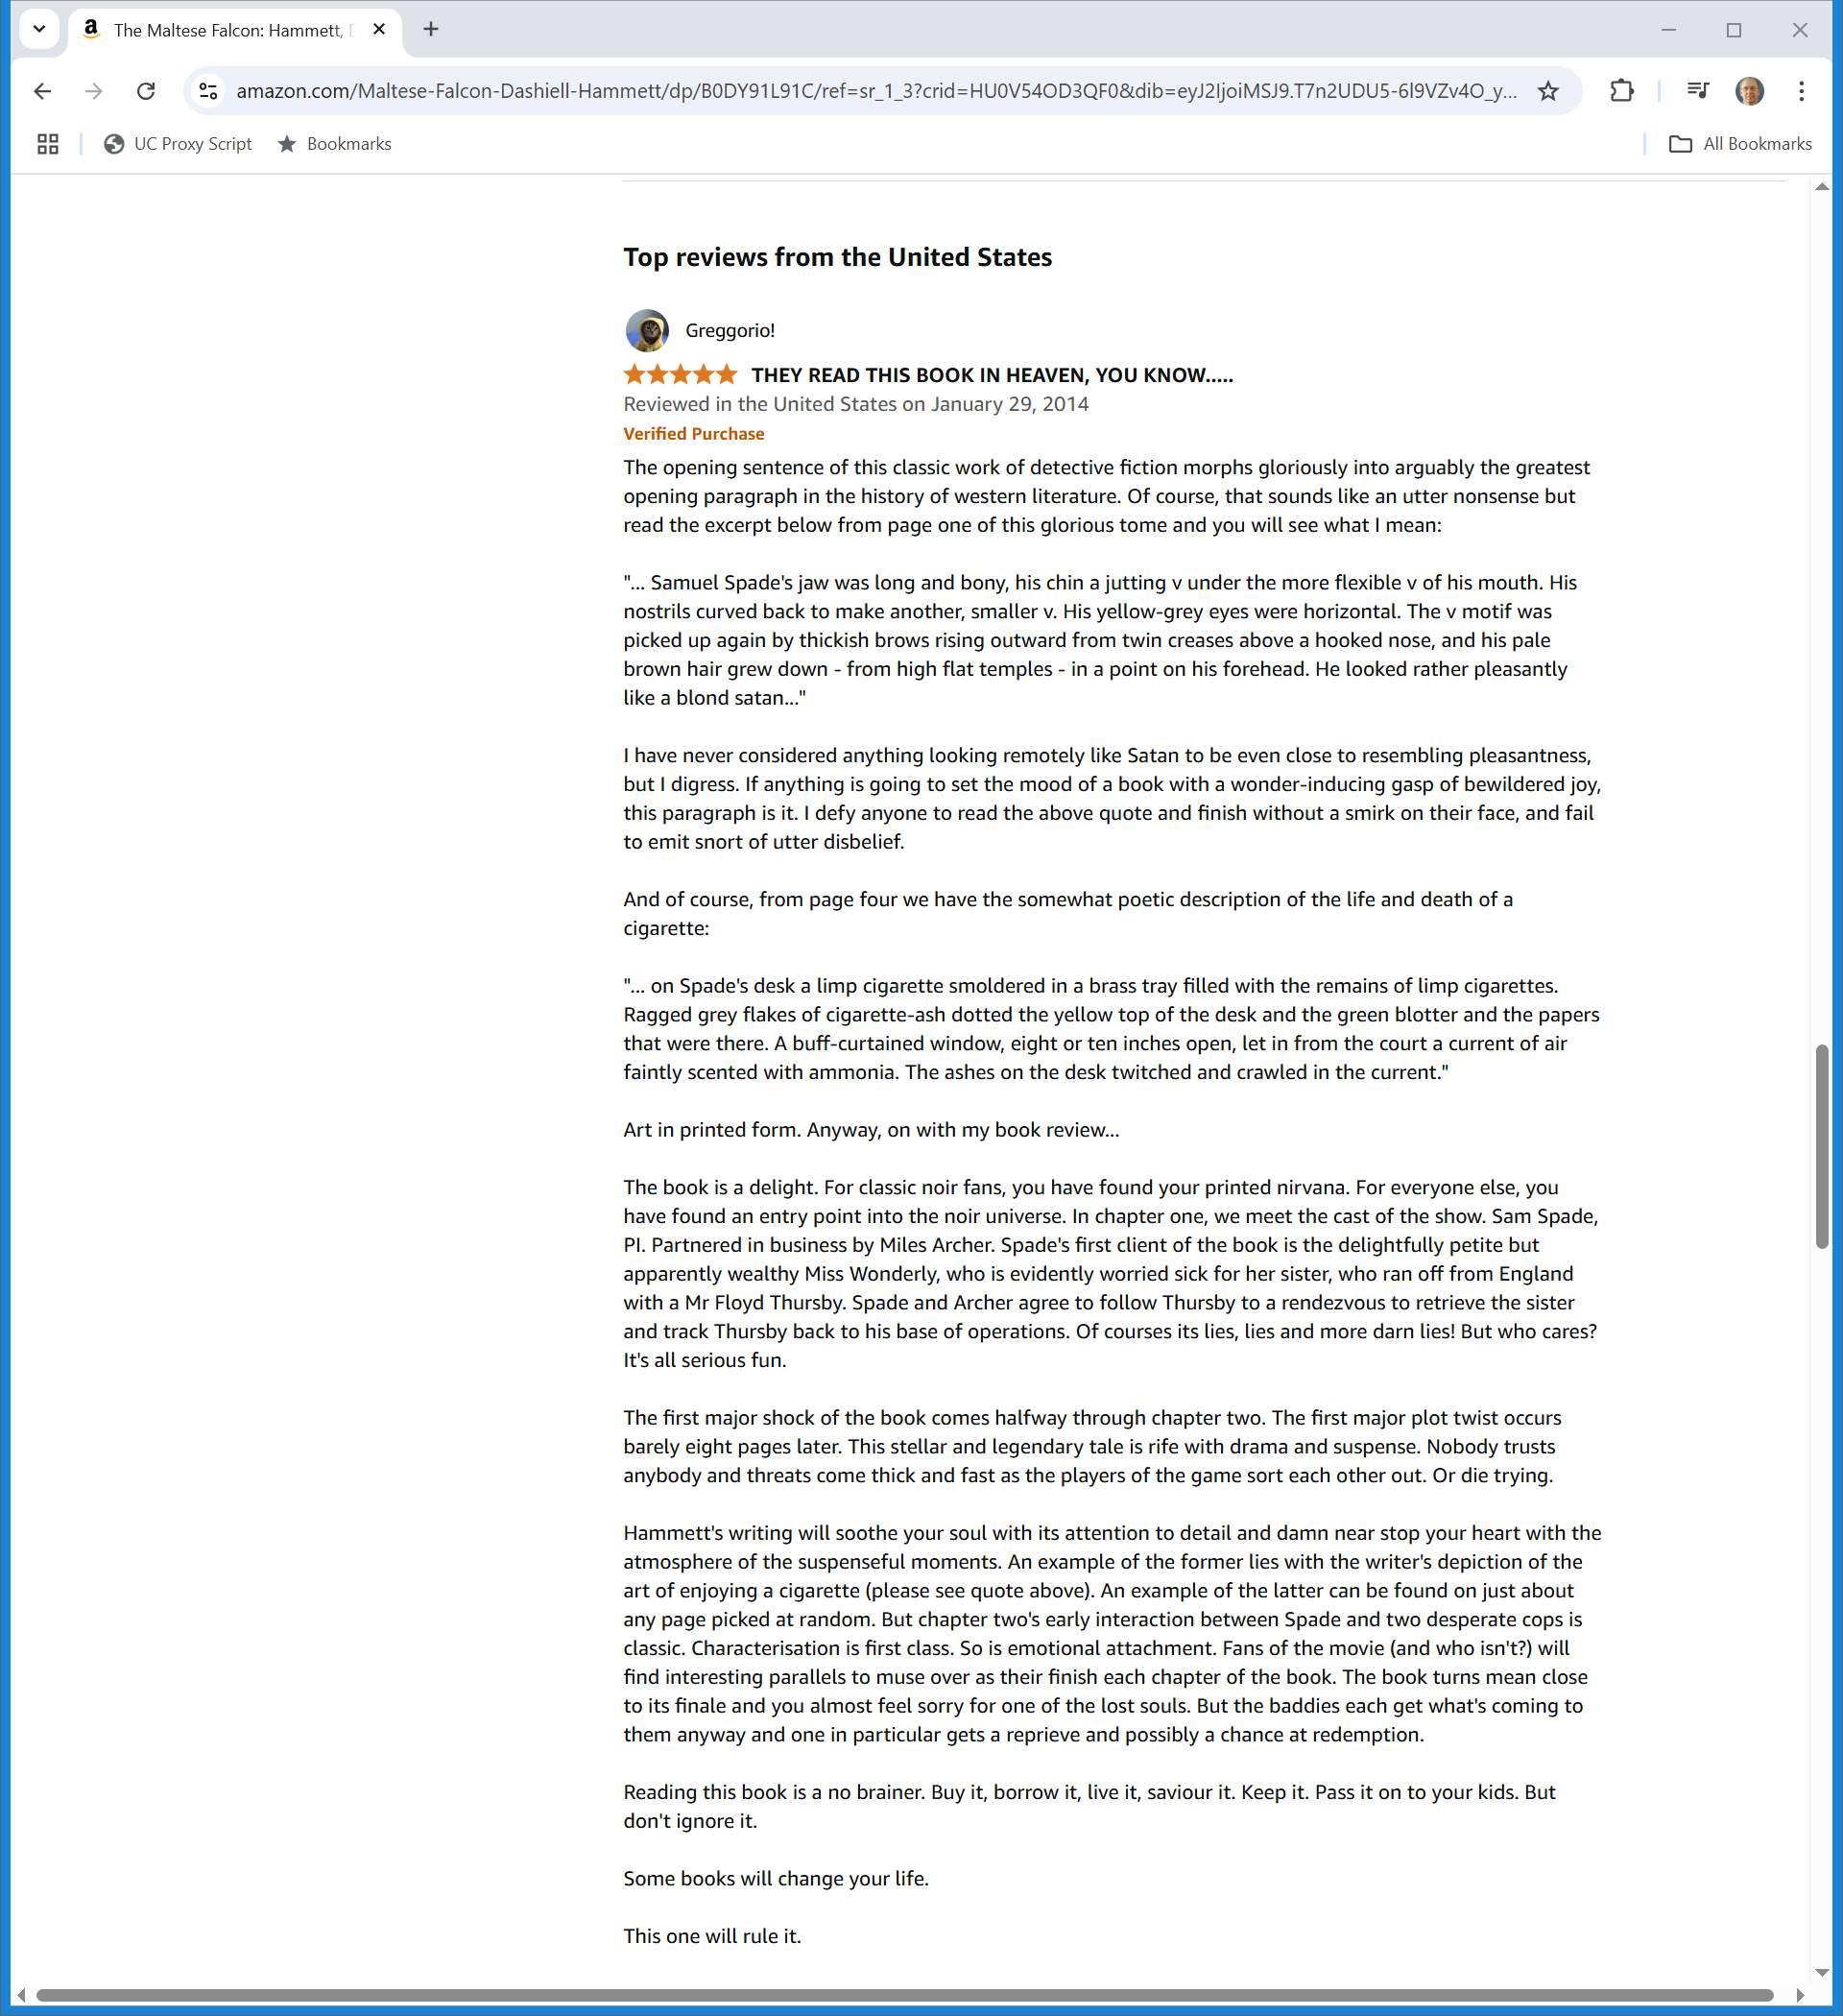 The Maltese Falcon: Hammett, D
amazon.com/Maltese-Falcon-Dashiell-Hammett/dp/B0DY91L91C/ref=sr_1_3?crid=HU0V54OD3QF0&dib=eyJ2IjoiMSJ9.T7n2UDU5-6l9VZv4O_y...
UC Proxy Script Bookmarks All Bookmarks
Top reviews from the United States
Greggorio!
THEY READ THIS BOOK IN HEAVEN, YOU KNOW.....
Reviewed in the United States on January 29, 2014
Verified Purchase
The opening sentence of this classic work of detective fiction morphs gloriously into arguably the greatest
opening paragraph in the history of western literature. Of course, that sounds like an utter nonsense but
read the excerpt below from page one of this glorious tome and you will see what I mean:
"... Samuel Spade's jaw was long and bony, his chin a jutting v under the more flexible v of his mouth. His
nostrils curved back to make another, smaller v. His yellow-grey eyes were horizontal. The v motif was
picked up again by thickish brows rising outward from twin creases above a hooked nose, and his pale
brown hair grew down - from high flat temples - in a point on his forehead. He looked rather pleasantly
like a blond satan..."
I have never considered anything looking remotely like Satan to be even close to resembling pleasantness,
but I digress. If anything is going to set the mood of a book with a wonder-inducing gasp of bewildered joy,
this paragraph is it. I defy anyone to read the above quote and finish without a smirk on their face, and fail
to emit snort of utter disbelief.
And of course, from page four we have the somewhat poetic description of the life and death of a
cigarette:
"... on Spade's desk a limp cigarette smoldered in a brass tray filled with the remains of limp cigarettes.
Ragged grey flakes of cigarette-ash dotted the yellow top of the desk and the green blotter and the papers
that were there. A buff-curtained window, eight or ten inches open, let in from the court a current of air
faintly scented with ammonia. The ashes on the desk twitched and crawled in the current."
Art in printed form. Anyway, on with my book review...
The book is a delight. For classic noir fans, you have found your printed nirvana. For everyone else, you
have found an entry point into the noir universe. In chapter one, we meet the cast of the show. Sam Spade,
PI. Partnered in business by Miles Archer. Spade's first client of the book is the delightfully petite but
apparently wealthy Miss Wonderly, who is evidently worried sick for her sister, who ran off from England
with a Mr Floyd Thursby. Spade and Archer agree to follow Thursby to a rendezvous to retrieve the sister
and track Thursby back to his base of operations. Of courses its lies, lies and more darn lies! But who cares?
It's all serious fun.
The first major shock of the book comes halfway through chapter two. The first major plot twist occurs
barely eight pages later. This stellar and legendary tale is rife with drama and suspense. Nobody trusts
anybody and threats come thick and fast as the players of the game sort each other out. Or die trying.
Hammett's writing will soothe your soul with its attention to detail and damn near stop your heart with the
atmosphere of the suspenseful moments. An example of the former lies with the writer's depiction of the
art of enjoying a cigarette (please see quote above). An example of the latter can be found on just about
any page picked at random. But chapter two's early interaction between Spade and two desperate cops is
classic. Characterisation is first class. So is emotional attachment. Fans of the movie (and who isn't?) will
find interesting parallels to muse over as their finish each chapter of the book. The book turns mean close
to its finale and you almost feel sorry for one of the lost souls. But the baddies each get what's coming to
them anyway and one in particular gets a reprieve and possibly a chance at redemption.
Reading this book is a no brainer. Buy it, borrow it, live it, saviour it. Keep it. Pass it on to your kids. But
don't ignore it.
Some books will change your life.
This one will rule it.